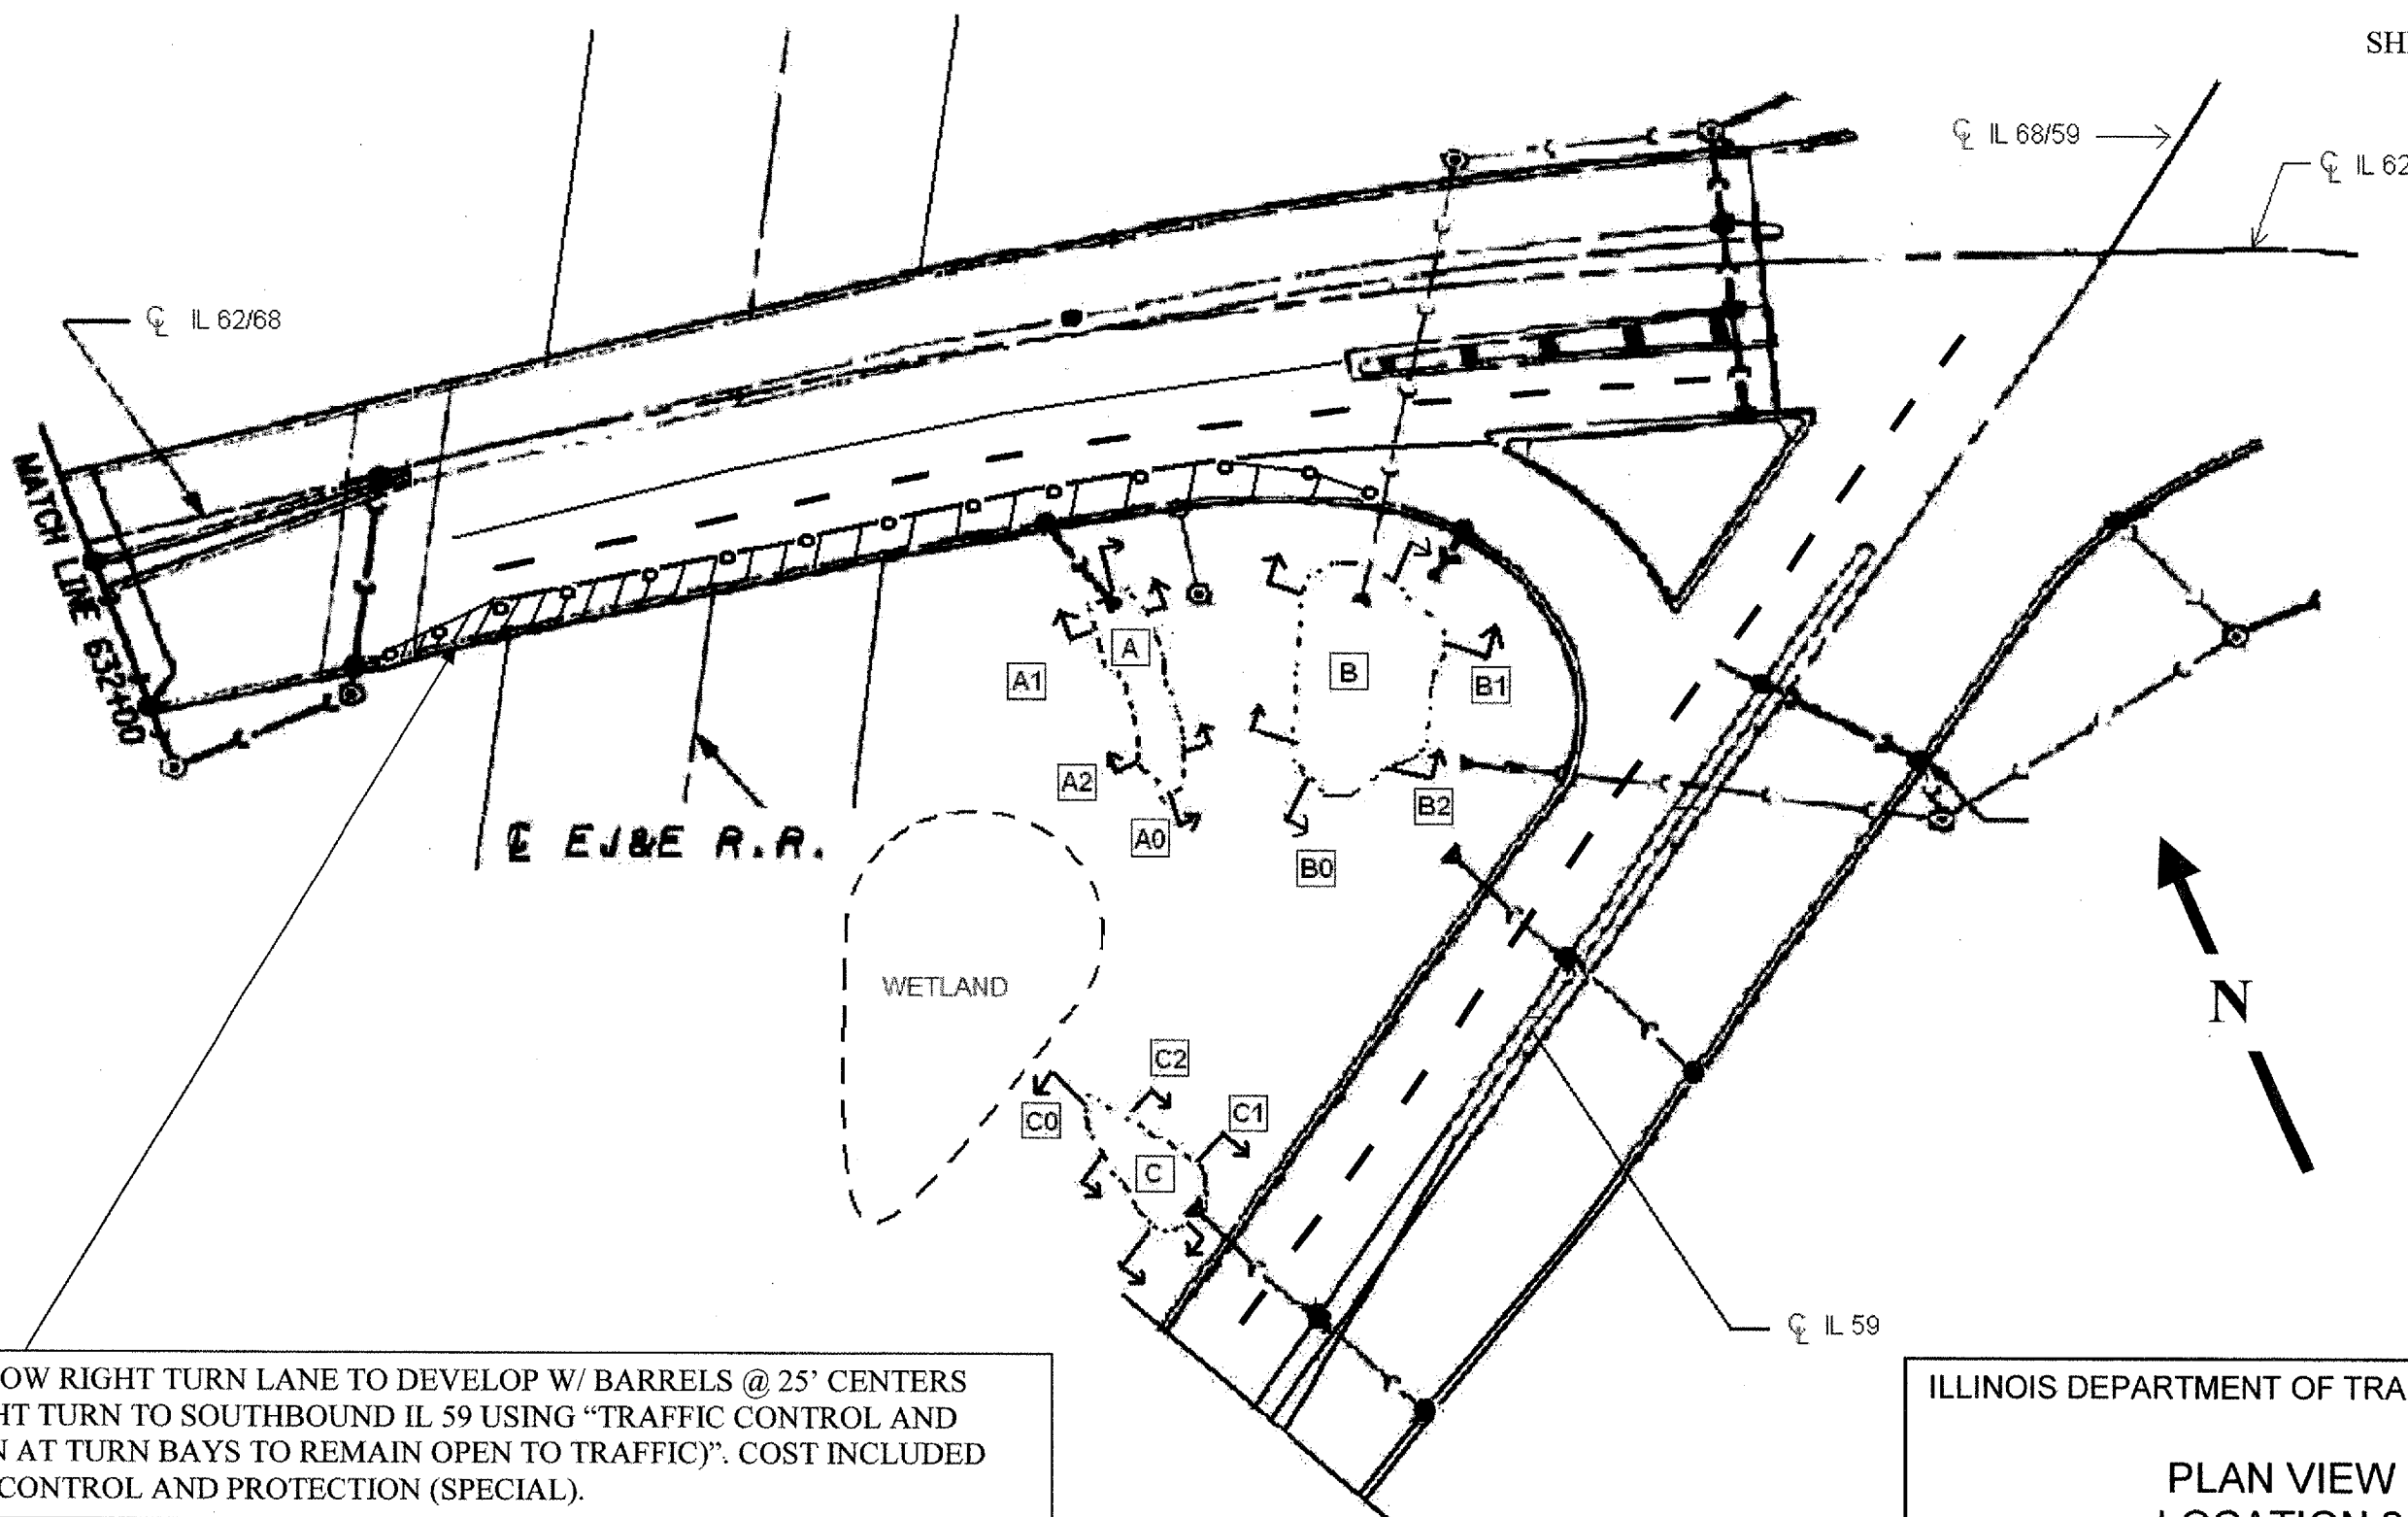 ℄ IL 68/59
℄ IL 62
℄ IL 62/68
MATCH LINE 632+00
A
A1
B
B1
A2
A0
B2
B0
℄ EJ&E R.R.
WETLAND
C2
C0
C1
C
N
℄ IL 59
OW RIGHT TURN LANE TO DEVELOP W/ BARRELS @ 25’ CENTERS
HT TURN TO SOUTHBOUND IL 59 USING “TRAFFIC CONTROL AND
N AT TURN BAYS TO REMAIN OPEN TO TRAFFIC)”. COST INCLUDED
CONTROL AND PROTECTION (SPECIAL).
ILLINOIS DEPARTMENT OF TRA
PLAN VIEW